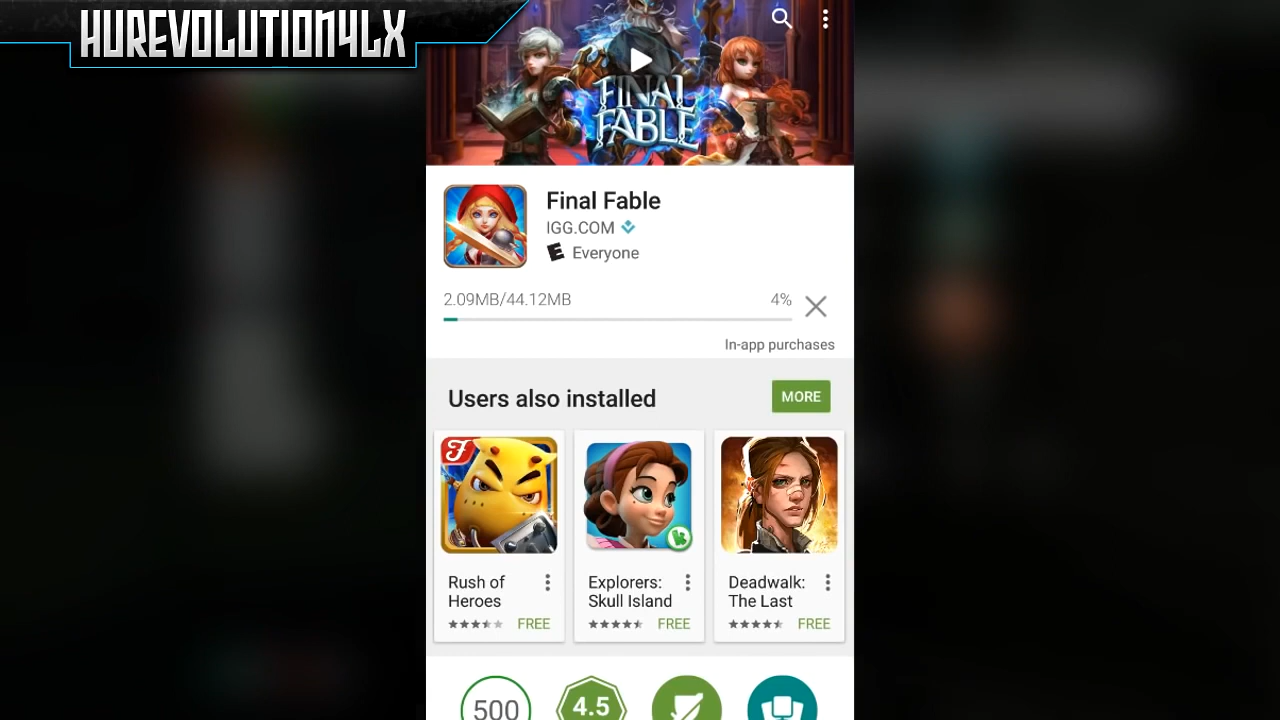 HUREVOLUTION4LX
FINAL
FABLE
Final Fable
IGG.COM
E Everyone
2.09MB/44.12MB 4%
In-app purchases
Users also installed
MORE
F
Rush of
Heroes
FREE
Explorers:
Skull Island
FREE
Deadwalk:
The Last
FREE
500
4.5